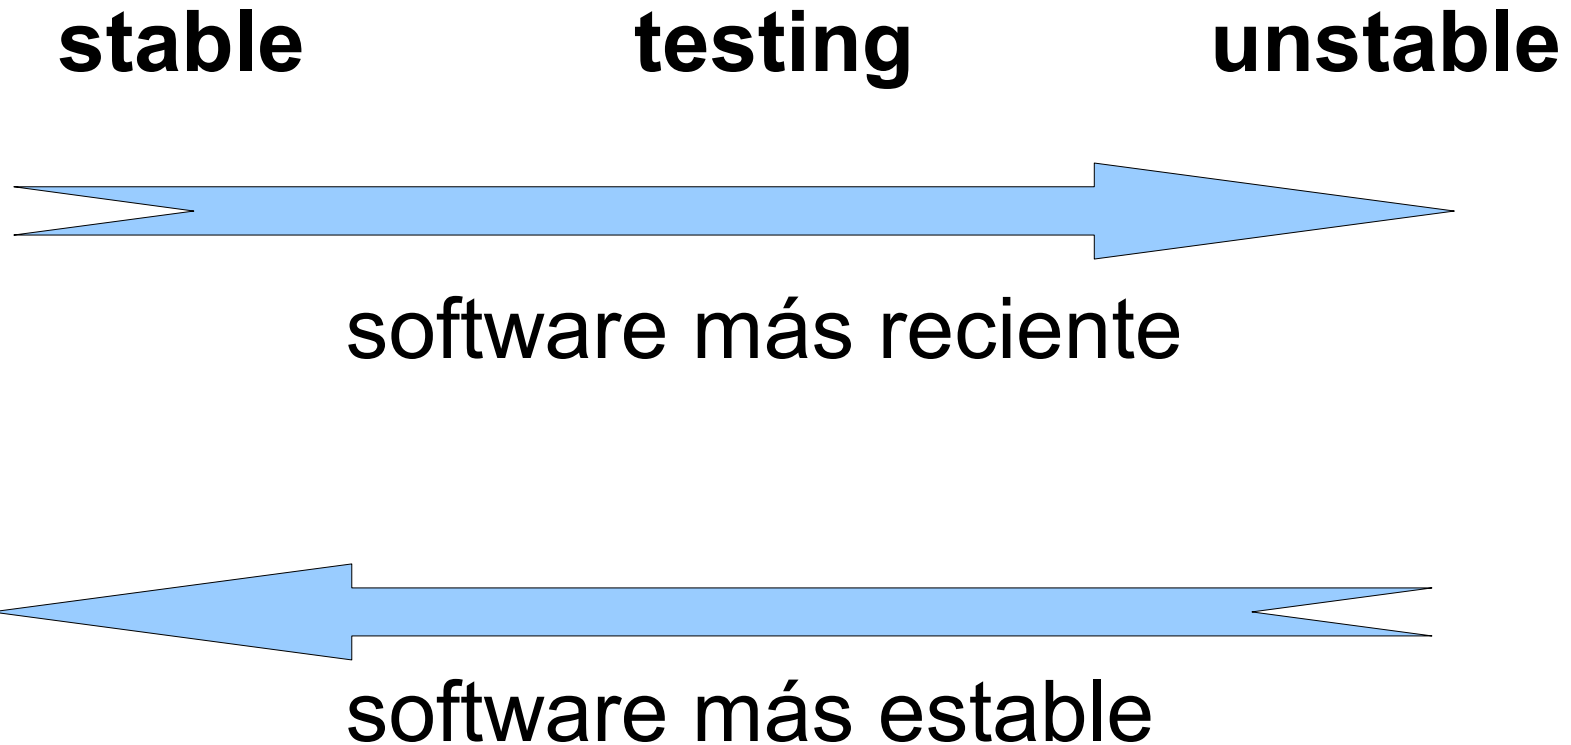 stable testing unstable
software más reciente
software más estable